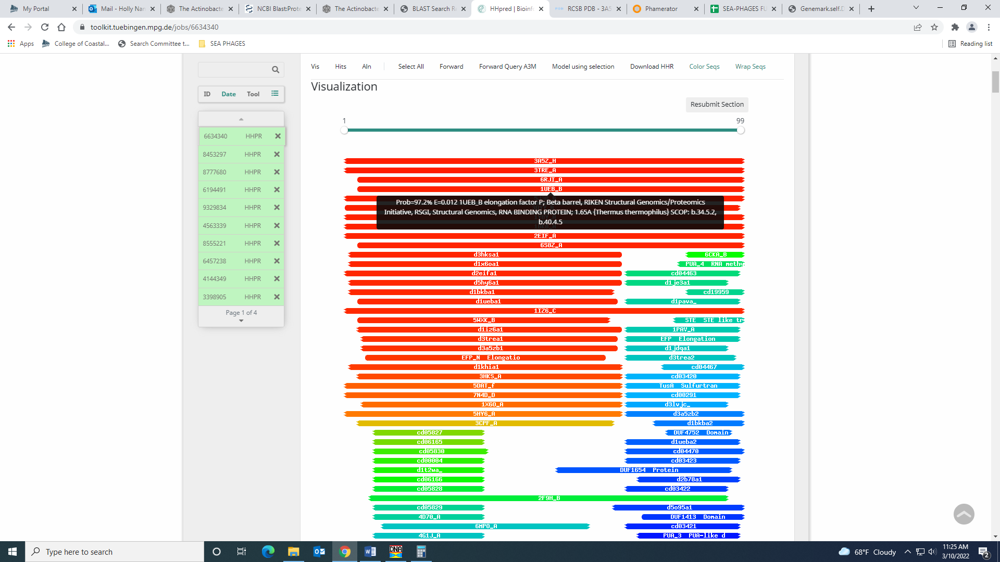 My Portal
Mail - Holly Nan
The Actinobacte
NCBI Blast:Prote
The Actinobacte
BLAST Search Re
HHpred | Bioinfo
RCSB PDB - 3A5
Phamerator
SEA-PHAGES FU
Genemark.self.D
toolkit.tuebingen.mpg.de/jobs/6634340
Apps
College of Coastal...
Search Committee t...
SEA PHAGES
Reading list
Vis Hits Aln Select All Forward Forward Query A3M Model using selection Download HHR Color Seqs Wrap Seqs
Visualization
ID Date Tool
Resubmit Section
1 99
6634340 HHPR
8453297 HHPR
8777680 HHPR
6194491 HHPR
9329834 HHPR
4563339 HHPR
8555221 HHPR
6457238 HHPR
4144349 HHPR
3398905 HHPR
Page 1 of 4
3A5Z_H
3TRE_A
6RJI_A
1UEB_B
Prob=97.2% E=0.012 1UEB_B elongation factor P; Beta barrel, RIKEN Structural Genomics/Proteomics
Initiative, RSGI, Structural Genomics, RNA BINDING PROTEIN; 1.65A {Thermus thermophilus} SCOP: b.34.5.2,
b.40.4.5
2EIF_A
6S8Z_A
d3hksa1 6CKA_B
d1x6oa1 PUA_4 RNA methy
d2eifa1 cd04463
d5hy6a1 d1je3a1
d1bkba1 cd19959
d1ueba1 d1pava_
1IZ6_C
5WXK_B STE STE like tr
d1iz6a1 1PAV_A
d3trea1 EFP Elongation
d3a5zb1 d1jdqa1
EFP_N Elongatio d3trea2
d1khia1 cd04467
3HKS_A cd03420
5DAT_f TusA Sulfurtran
7N4D_D cd00291
1X6O_A d3lvjc_
5HY6_A d3a5zb2
3CPF_A d1bkba2
cd05827 DUF4752 Domain
cd06165 d1ueba2
cd05830 cd04470
cd00004 cd03423
d1t2wa_ DUF1654 Protein
cd06166 d2b78a1
cd05828 cd03422
2F9H_B
cd05829 d5o95a1
4D70_A DUF1413 Domain
6MPO_A cd03421
4G1J_A PUA_3 PUA-like d
Type here to search
DNA
68°F Cloudy
11:25 AM
3/10/2022
2